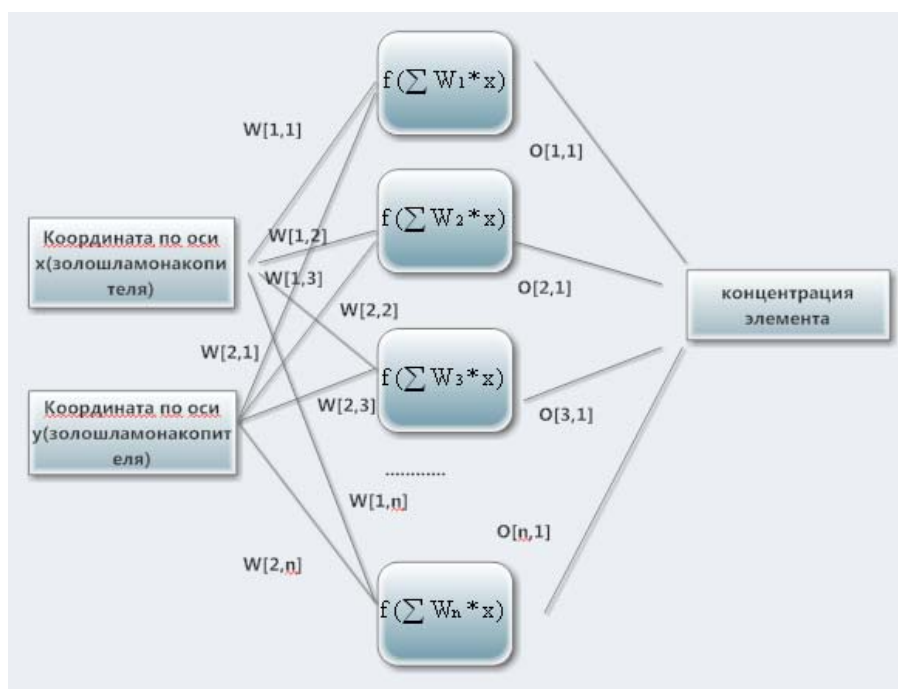 f(∑ W₁*x)
W[1,1]
O[1,1]
f(∑ W₂*x)
Координата по оси
x(золошламонакопи
теля)
W[1,2]
W[1,3]
O[2,1]
концентрация
элемента
W[2,2]
W[2,1]
f(∑ W₃*x)
Координата по оси
y(золошламонакопит
еля)
W[2,3]
O[3,1]
............
W[1,n]
O[n,1]
W[2,n]
f(∑ Wₙ*x)